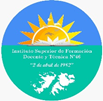 Instituto Superior de Formación
Docente y Técnica Nº46
"2 de abril de 1982"